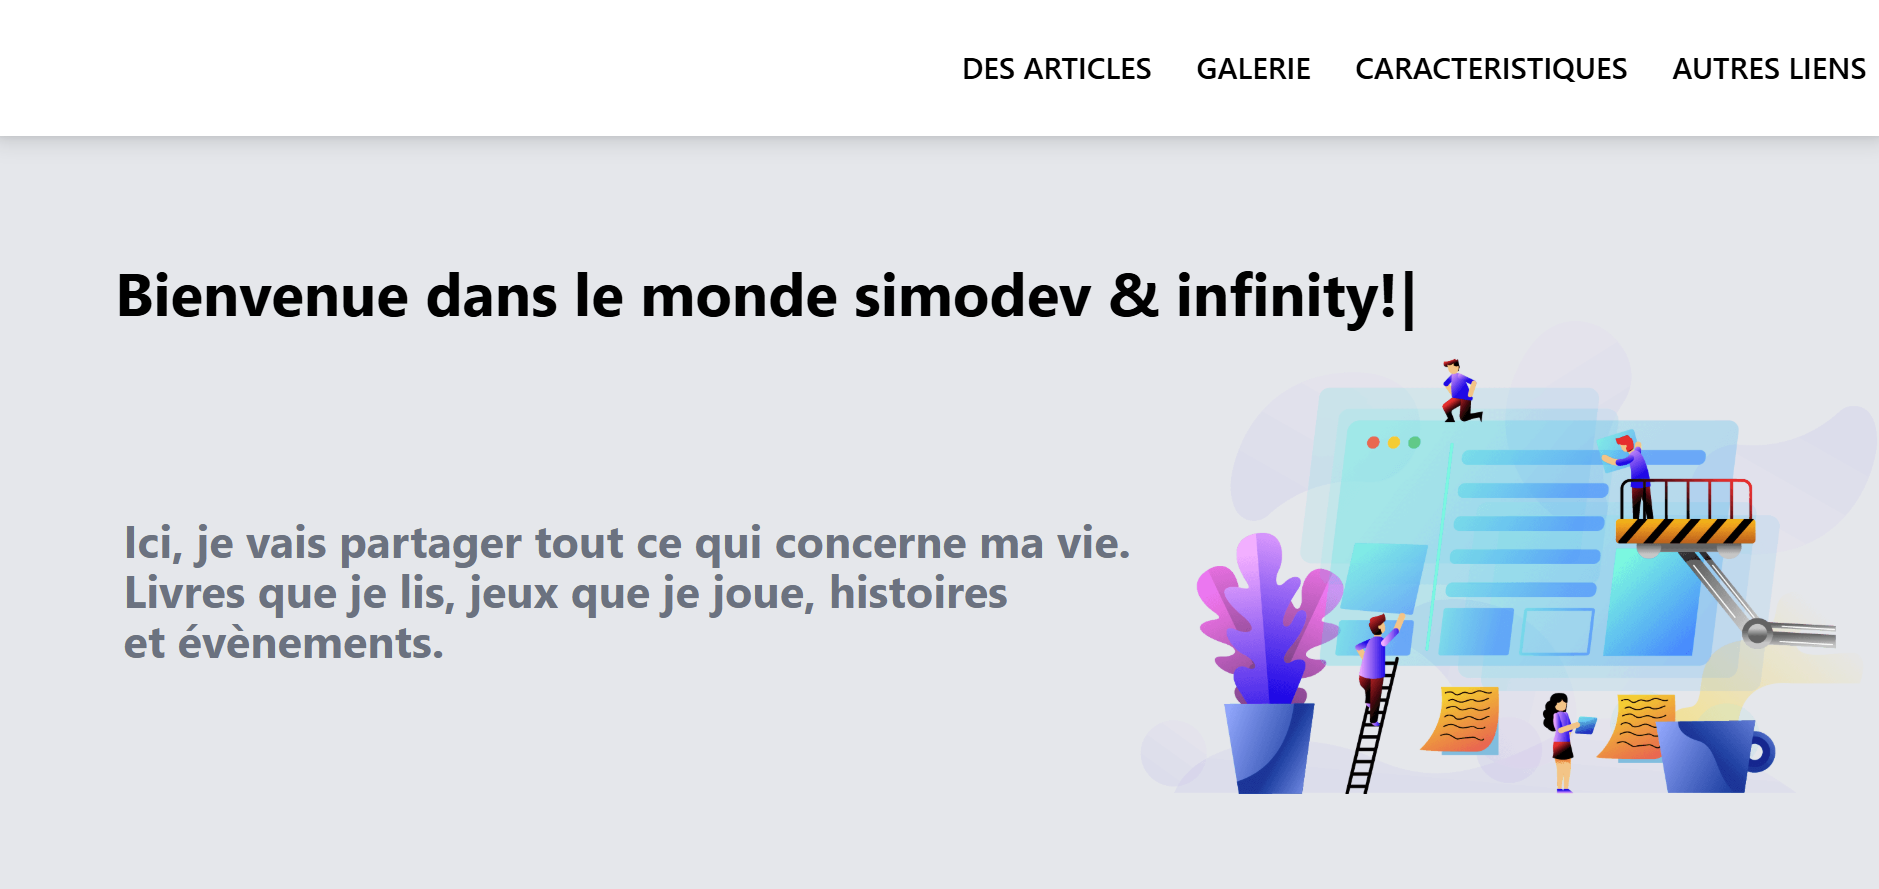 DES ARTICLES GALERIE CARACTERISTIQUES AUTRES LIENS
Bienvenue dans le monde simodev & infinity!|
Ici, je vais partager tout ce qui concerne ma vie.
Livres que je lis, jeux que je joue, histoires
et évènements.